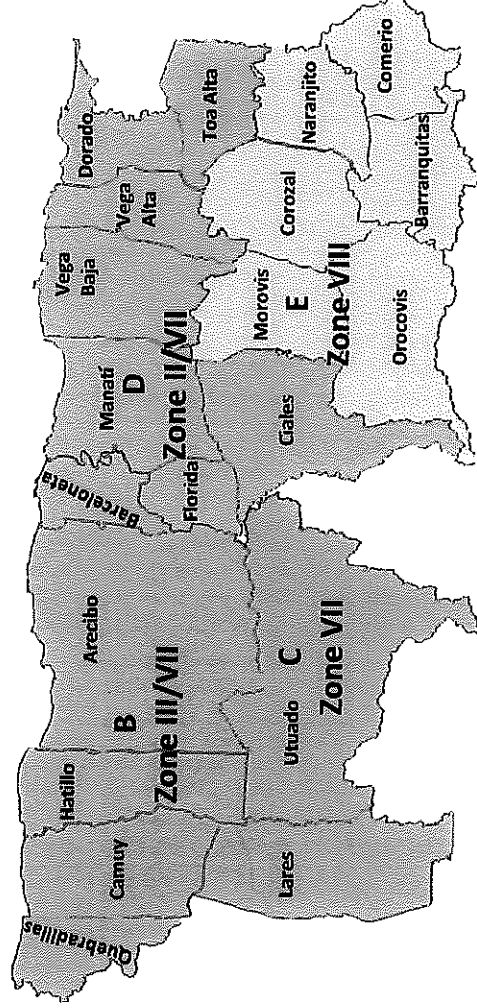 Quebradillas
Camuy
Hatillo
Arecibo
B
Zone III/VII
Barceloneta
Florida
Manatí
D
Zone II/VII
Vega
Baja
Vega
Alta
Dorado
Toa Alta
Lares
Utuado
C
Zone VII
Ciales
Morovis
E
Zone VIII
Orocovis
Corozal
Naranjito
Barranquitas
Comerio